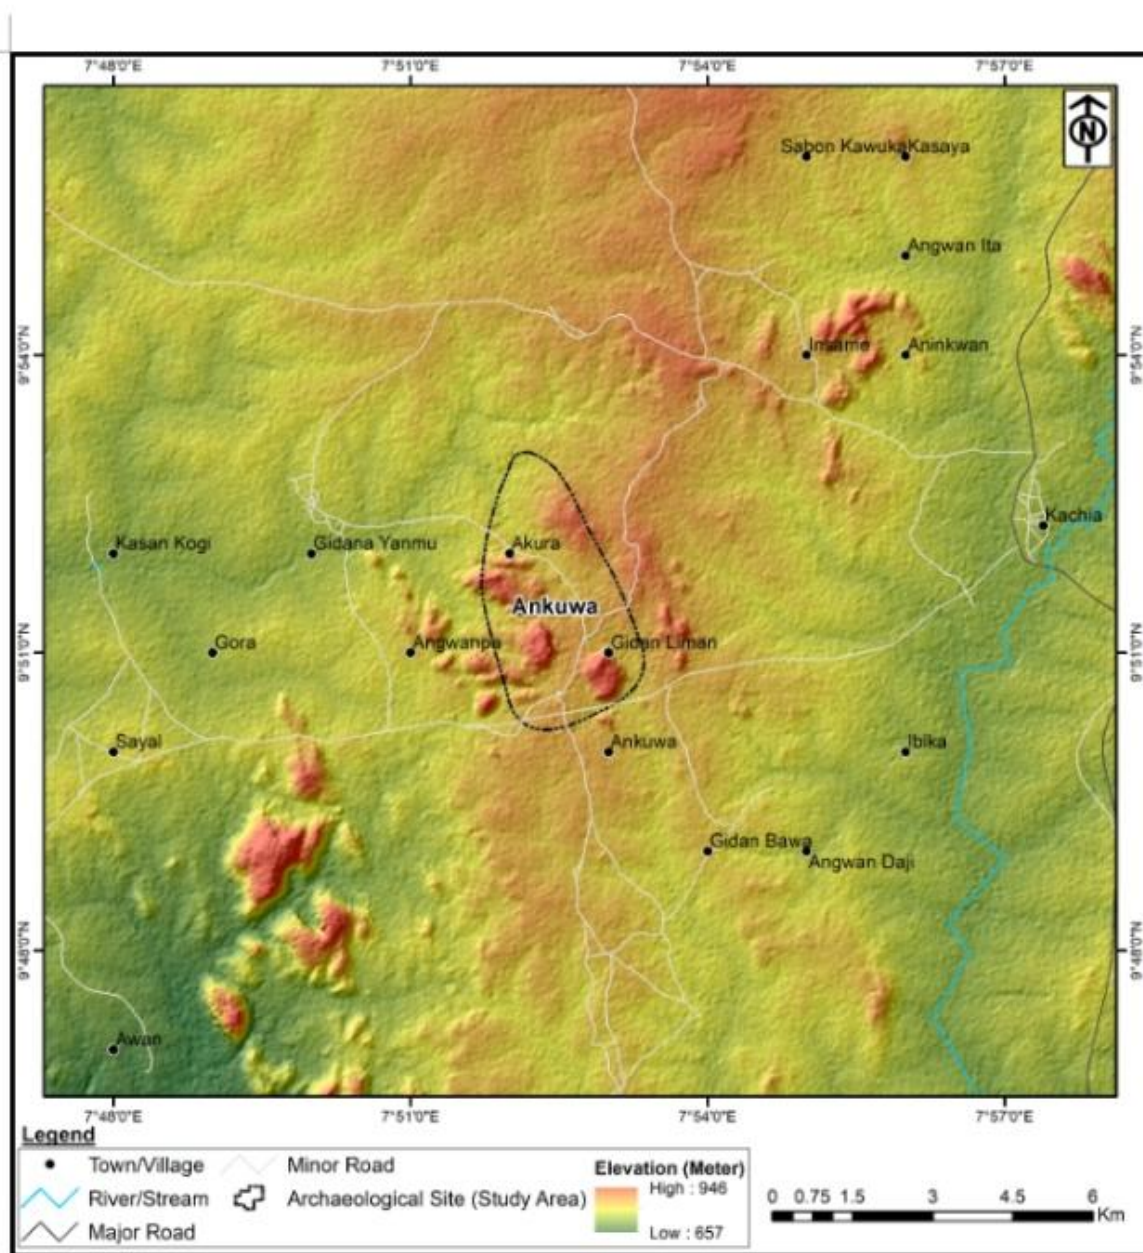 7°48'0"E 7°51'0"E 7°54'0"E 7°57'0"E
N
Sabon Kawuka Kasaya
Angwan Ita
9°54'0"N Aninkwan 9°54'0"N
Kachia
Kasan Kogi Gidana Yanmu Akura
Ankuwa
9°51'0"N Gora Angwanpa Gidan Liman 9°51'0"N
Sayal Ankuwa Ibika
Gidan Bawa
Angwan Daji
9°48'0"N 9°48'0"N
Awan
7°48'0"E 7°51'0"E 7°54'0"E 7°57'0"E
Legend
Town/Village Minor Road Elevation (Meter)
River/Stream Archaeological Site (Study Area) High : 946
Major Road Low : 657
0 0.75 1.5 3 4.5 6
Km